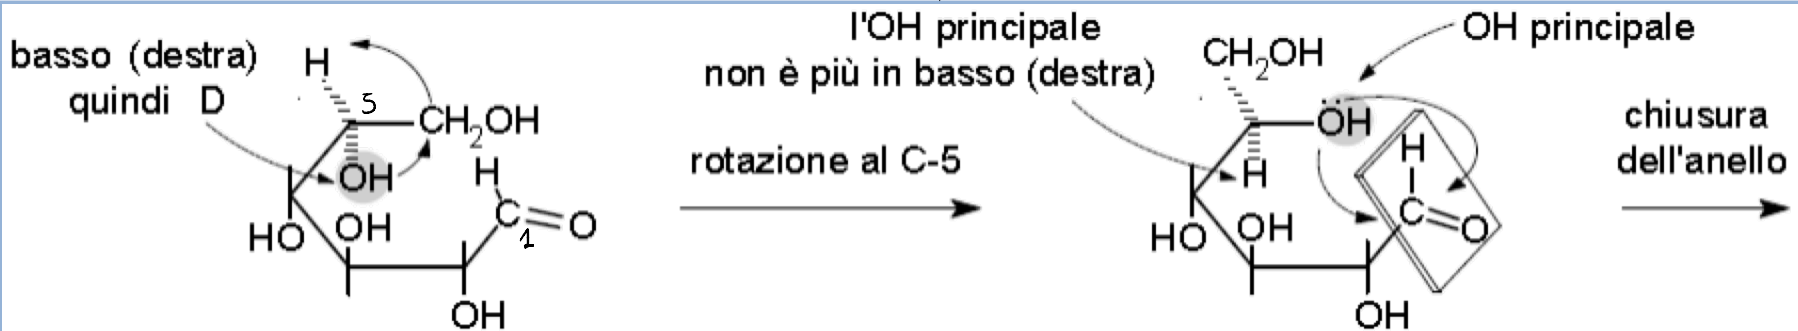 basso (destra)
quindi D
H
5
CH2OH
OH
H
C
O
1
HO
OH
OH
l'OH principale
non è più in basso (destra)
rotazione al C-5
OH principale
CH2OH
ÖH
H
H
C
O
HO
OH
OH
chiusura
dell'anello